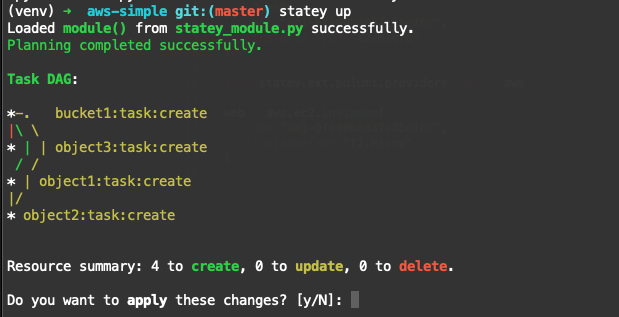 (venv) → aws-simple git:(master) statey up
Loaded module() from statey_module.py successfully.
Planning completed successfully.
Task DAG:
*-. bucket1:task:create
|\ \
* | | object3:task:create
/ /
* | object1:task:create
|/
* object2:task:create
Resource summary: 4 to create, 0 to update, 0 to delete.
Do you want to apply these changes? [y/N]: